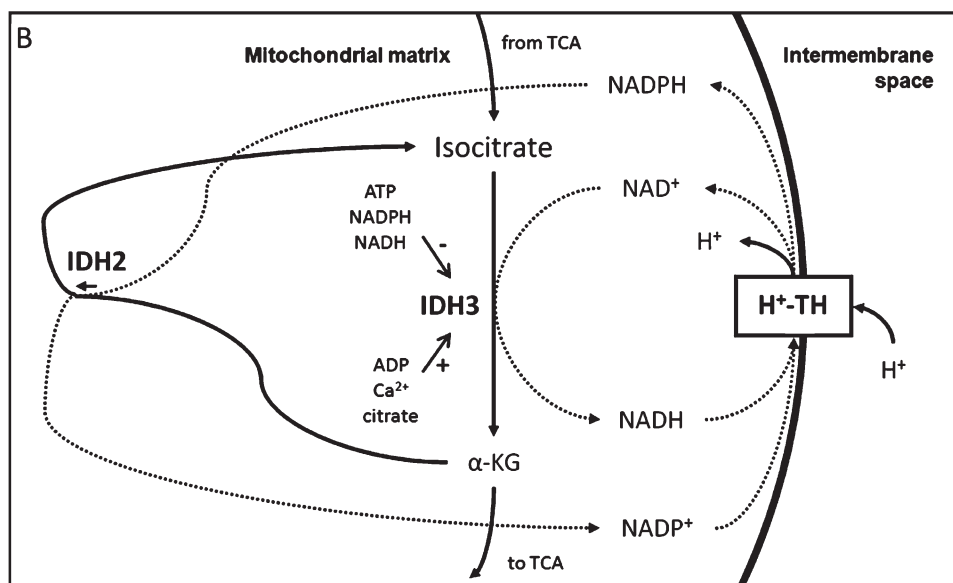 B
from TCA
Mitochondrial matrix
Intermembrane
space
NADPH
Isocitrate
ATP
NADPH
NADH
-
NAD⁺
H⁺
IDH2
IDH3
H⁺-TH
ADP
+
Ca²⁺
citrate
H⁺
NADH
α-KG
NADP⁺
to TCA